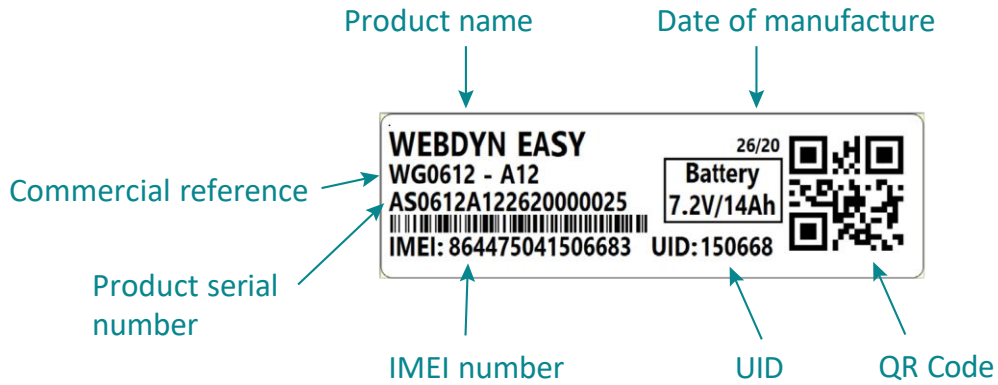 Product name
Date of manufacture
WEBDYN EASY
26/20
WG0612 - A12
Battery
7.2V/14Ah
AS0612A122620000025
IMEI: 864475041506683
UID:150668
Commercial reference
Product serial
number
IMEI number
UID
QR Code